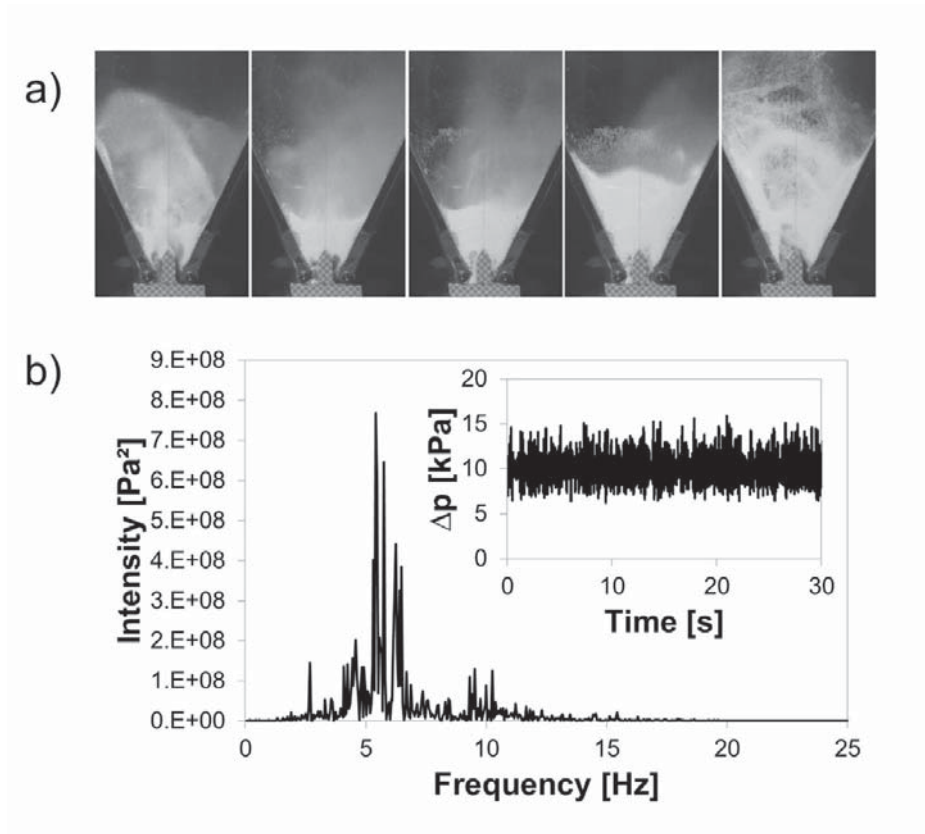 a)
b)
Intensity [Pa²]
9.E+08
8.E+08
7.E+08
6.E+08
5.E+08
4.E+08
3.E+08
2.E+08
1.E+08
0.E+00
0 5 10 15 20 25
Frequency [Hz]
Δp [kPa]
20
15
10
5
0
0 10 20 30
Time [s]